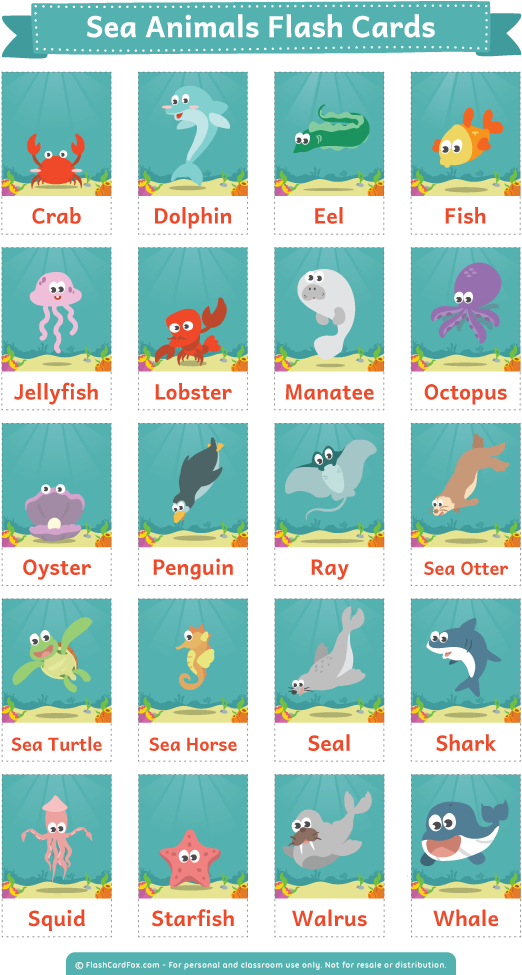 Sea Animals Flash Cards
Crab
Dolphin
Eel
Fish
Jellyfish
Lobster
Manatee
Octopus
Oyster
Penguin
Ray
Sea Otter
Sea Turtle
Sea Horse
Seal
Shark
Squid
Starfish
Walrus
Whale
© FlashCardFox.com - For personal and classroom use only. Not for resale or distribution.